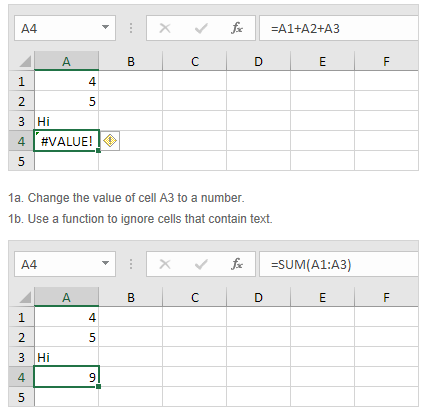 A4 fx =A1+A2+A3
A B C D E F
1 4
2 5
3 Hi
4 #VALUE!
5
1a. Change the value of cell A3 to a number.
1b. Use a function to ignore cells that contain text.
A4 fx =SUM(A1:A3)
A B C D E F
1 4
2 5
3 Hi
4 9
5